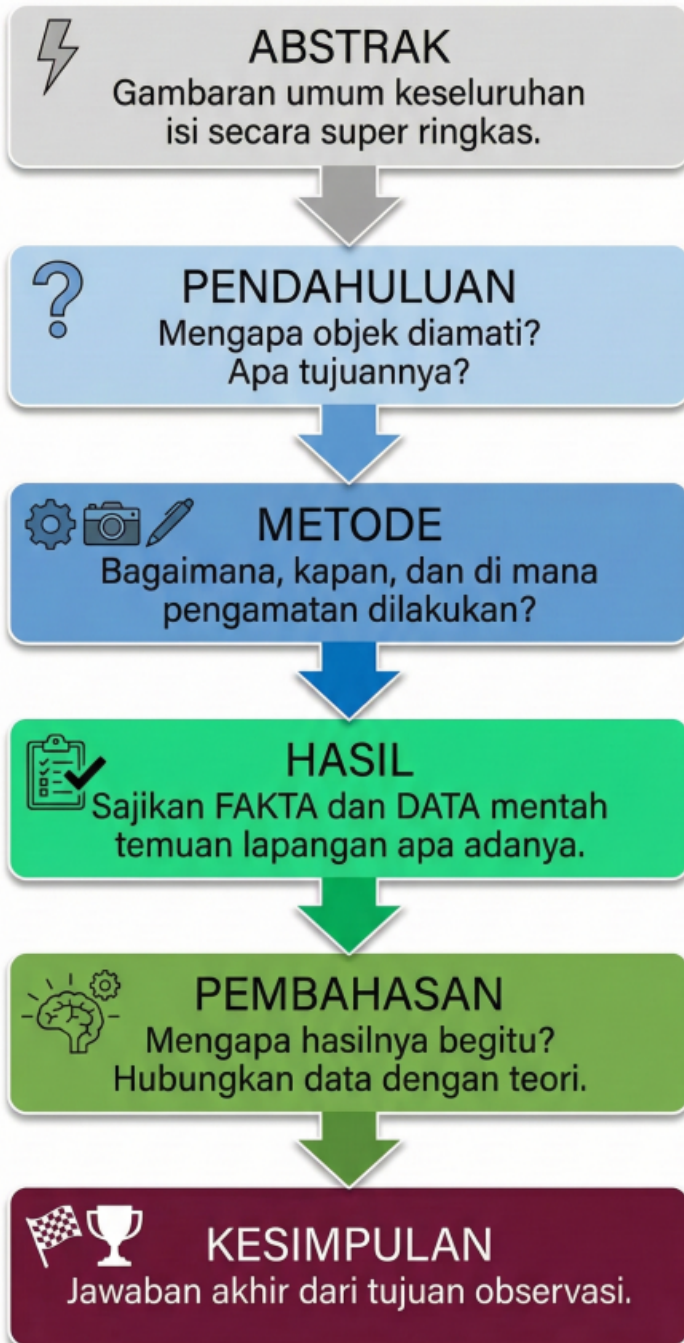 ABSTRAK
Gambaran umum keseluruhan
isi secara super ringkas.
PENDAHULUAN
Mengapa objek diamati?
Apa tujuannya?
METODE
Bagaimana, kapan, dan di mana
pengamatan dilakukan?
HASIL
Sajikan FAKTA dan DATA mentah
temuan lapangan apa adanya.
PEMBAHASAN
Mengapa hasilnya begitu?
Hubungkan data dengan teori.
KESIMPULAN
Jawaban akhir dari tujuan observasi.